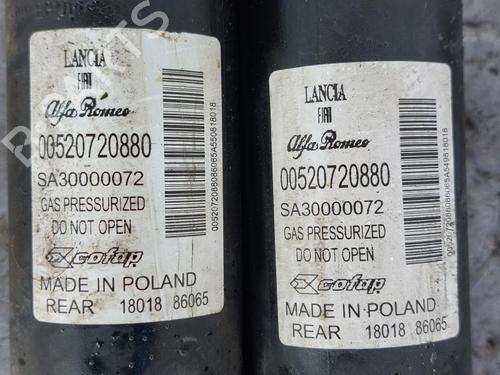 LANCIA
FIAT
Alfa Romeo
00520720880
SA30000072
GAS PRESSURIZED
DO NOT OPEN
cofap
MADE IN POLAND
REAR 18018 86065
LANCIA
FIAT
Alfa Romeo
00520720880
SA30000072
GAS PRESSURIZED
DO NOT OPEN
cofap
MADE IN POLAND
REAR 18018 86065